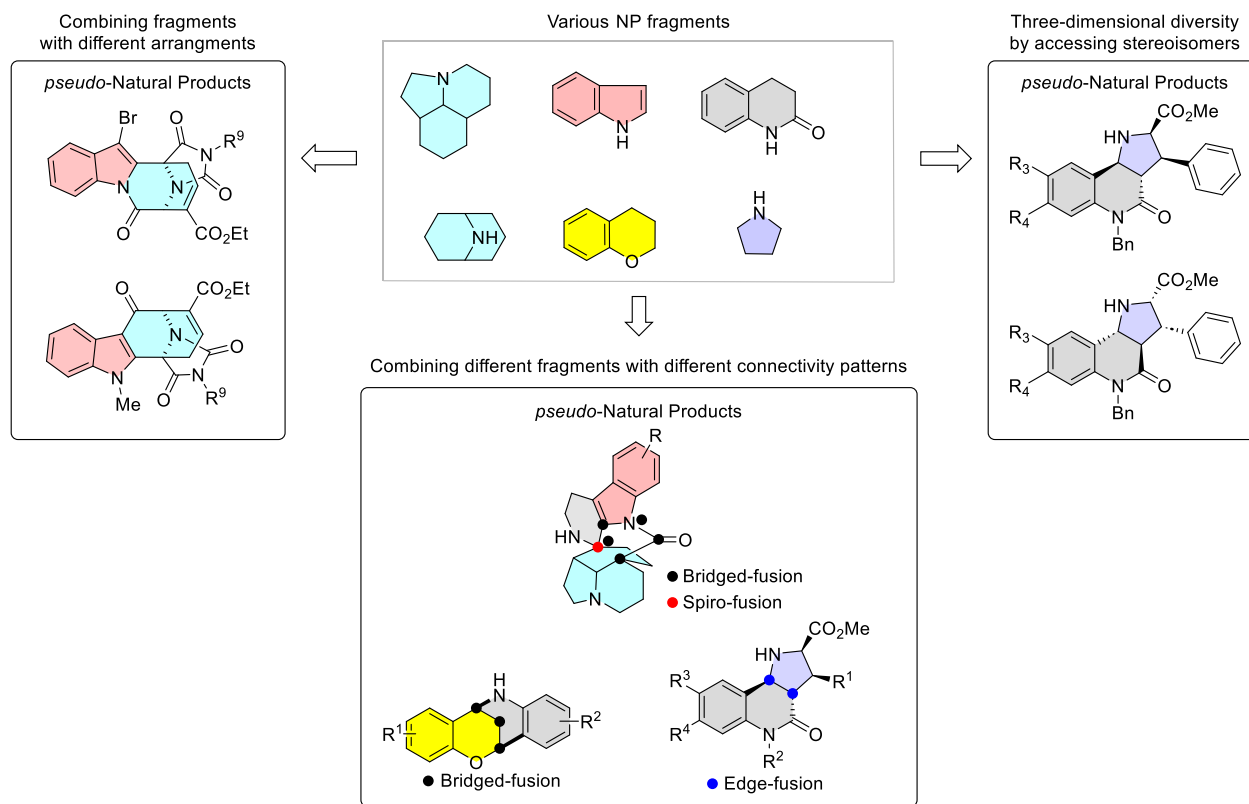 Combining fragments
with different arrangments
pseudo-Natural Products
Br
O
N
R⁹
N
O
N
O
CO₂Et
O
CO₂Et
N
O
N
Me
O
N
R⁹
Various NP fragments
N
N
H
N
H
O
NH
O
H
N
Three-dimensional diversity
by accessing stereoisomers
pseudo-Natural Products
CO₂Me
HN
R₃
R₄
N
O
Bn
CO₂Me
HN
R₃
R₄
N
O
Bn
Combining different fragments with different connectivity patterns
pseudo-Natural Products
R
N
HN
O
N
Bridged-fusion
Spiro-fusion
H
N
R¹
R²
O
Bridged-fusion
CO₂Me
HN
R³
R¹
R⁴
N
O
R²
Edge-fusion